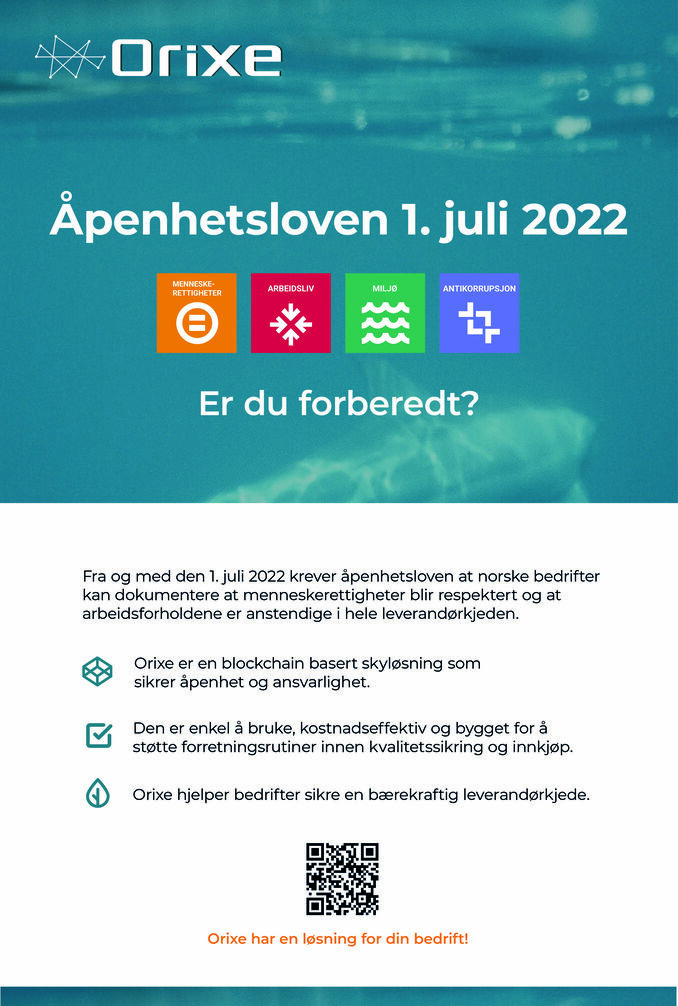 Orixe
Åpenhetsloven 1. juli 2022
MENNESKE-
RETTIGHETER
ARBEIDSLIV
MILJØ
ANTIKORRUPSJON
Er du forberedt?
Fra og med den 1. juli 2022 krever åpenhetsloven at norske bedrifter
kan dokumentere at menneskerettigheter blir respektert og at
arbeidsforholdene er anstendige i hele leverandørkjeden.
Orixe er en blockchain basert skyløsning som
sikrer åpenhet og ansvarlighet.
Den er enkel å bruke, kostnadseffektiv og bygget for å
støtte forretningsrutiner innen kvalitetssikring og innkjøp.
Orixe hjelper bedrifter sikre en bærekraftig leverandørkjede.
Orixe har en løsning for din bedrift!